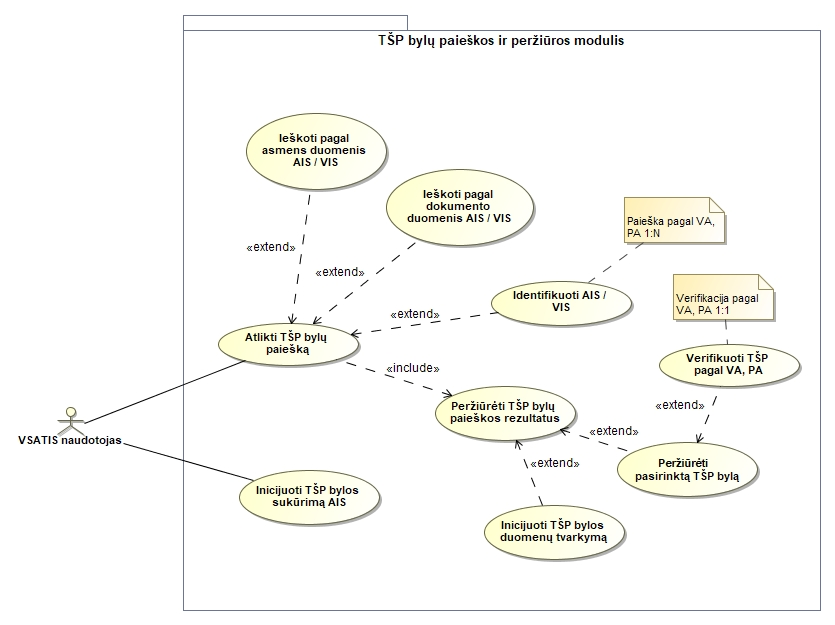 TŠP bylų paieškos ir peržiūros modulis
Ieškoti pagal
asmens duomenis
AIS / VIS
Ieškoti pagal
dokumento
duomenis AIS / VIS
Paieška pagal VA,
PA 1:N
«extend»
«extend»
Identifikuoti AIS /
VIS
Verifikacija pagal
VA, PA 1:1
«extend»
Atlikti TŠP bylų
paiešką
Verifikuoti TŠP
pagal VA, PA
«include»
Peržiūrėti TŠP bylų
paieškos rezultatus
«extend»
VSATIS naudotojas
«extend»
«extend»
Peržiūrėti
pasirinktą TŠP bylą
Inicijuoti TŠP bylos
sukūrimą AIS
Inicijuoti TŠP bylos
duomenų tvarkymą